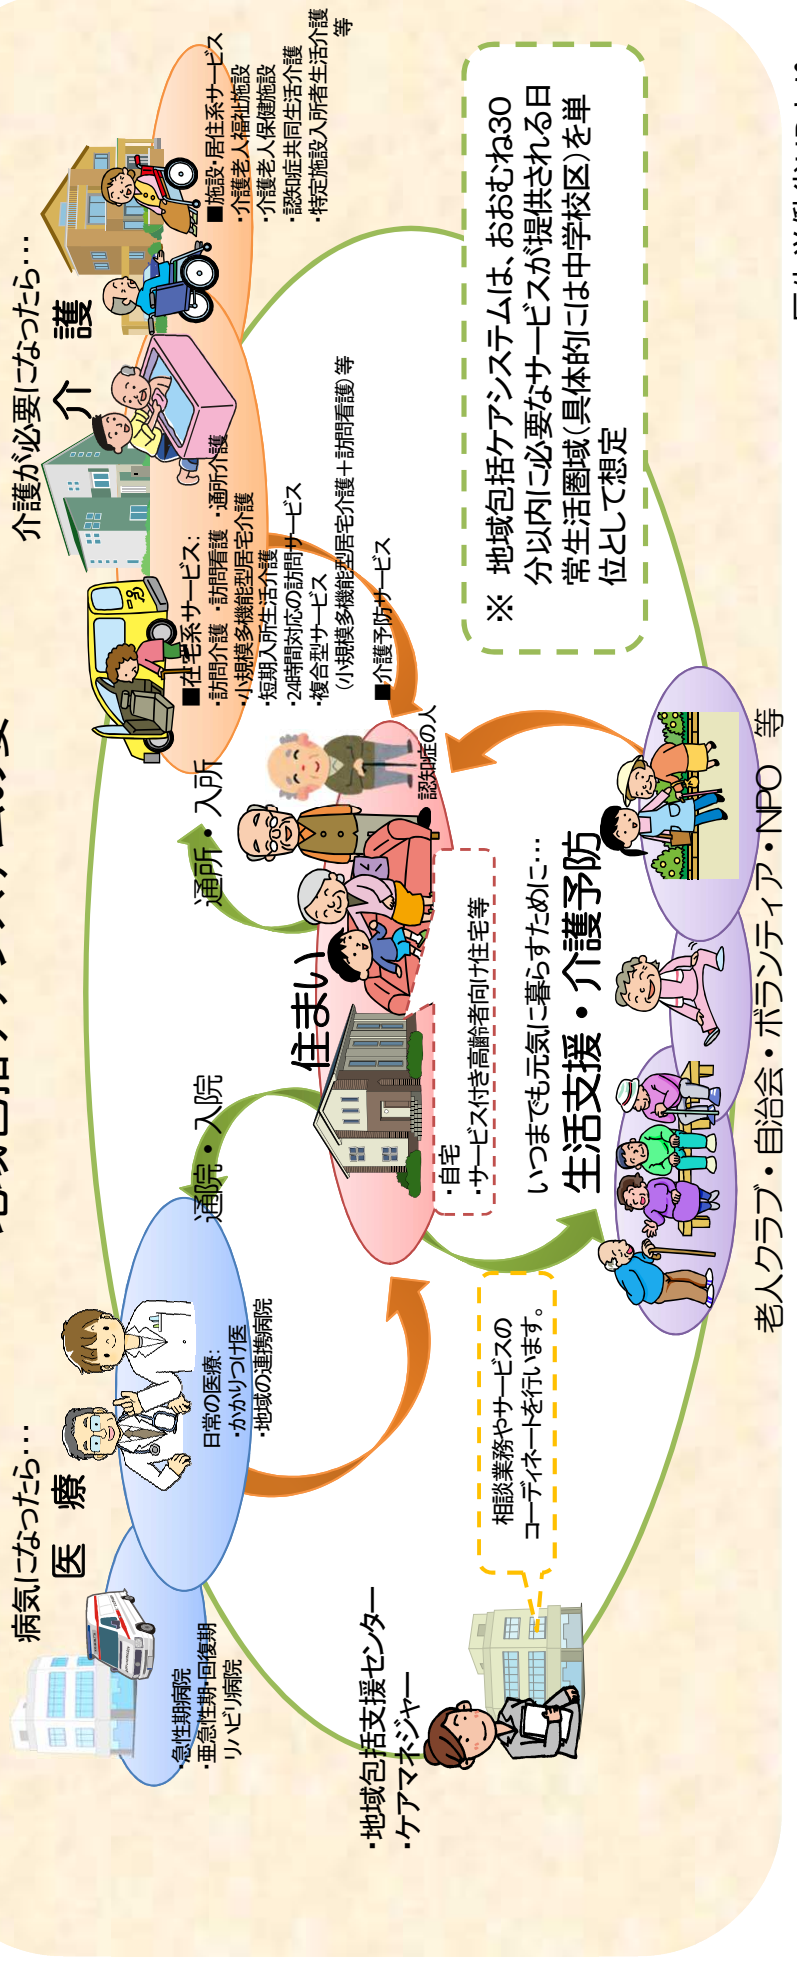 病気になったら…
医 療
・急性期病院
・亜急性期・回復期
リハビリ病院
日常の医療:
・かかりつけ医
・地域の連携病院
通院・入院
通所・入所
介護が必要になったら…
介 護
■在宅系サービス:
・訪問介護 ・訪問看護 ・通所介護
・小規模多機能型居宅介護
・短期入所生活介護
・24時間対応の訪問サービス
・複合型サービス
(小規模多機能型居宅介護+訪問看護)等
■介護予防サービス
■施設・居住系サービス
・介護老人福祉施設
・介護老人保健施設
・認知症共同生活介護
・特定施設入所者生活介護
等
住まい
認知症の人
・自宅
・サービス付き高齢者向け住宅等
・地域包括支援センター
・ケアマネジャー
相談業務やサービスの
コーディネートを行います。
いつまでも元気に暮らすために…
生活支援・介護予防
老人クラブ・自治会・ボランティア・NPO 等
※ 地域包括ケアシステムは、おおむね30
分以内に必要なサービスが提供される日
常生活圏域(具体的には中学校区)を単
位として想定